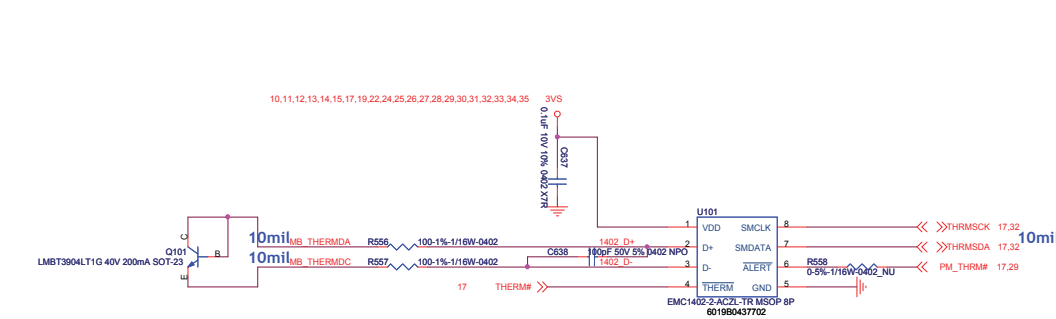 10,11,12,13,14,15,17,19,22,24,25,26,27,28,29,30,31,32,33,34,35 3VS
0.1uF 10V 10% 0402 X7R
C637
U101
1 VDD SMCLK 8 THRMSCK 17,32
10mil MB_THERMDA R556 100-1%-1/16W-0402 1402_D+ 2 D+ SMDATA 7 THRMSDA 17,32 10mil
C
Q101 B
LMBT3904LT1G 40V 200mA SOT-23
E
C638 100pF 50V 5% 0402 NPO
10mil MB_THERMDC R557 100-1%-1/16W-0402 1402_D- 3 D- ALERT 6 R558 PM_THRM# 17,29
0-5%-1/16W-0402_NU
17 THERM# 4 THERM GND 5
EMC1402-2-ACZL-TR MSOP 8P
6019B0437702